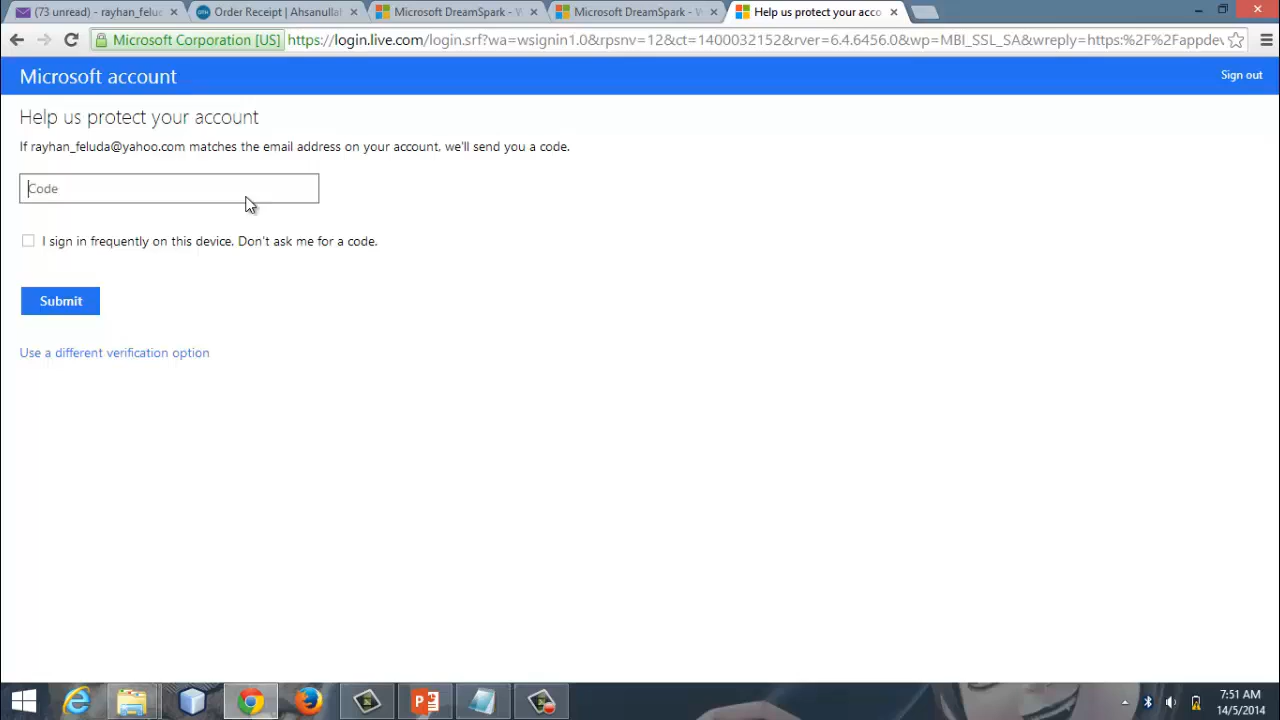 (73 unread) - rayhan_feluc
Order Receipt | Ahsanullal
Microsoft DreamSpark - W
Microsoft DreamSpark - W
Help us protect your acco
Microsoft Corporation [US] https://login.live.com/login.srf?wa=wsignin1.0&rpsnv=12&ct=1400032152&rver=6.4.6456.0&wp=MBI_SSL_SA&wreply=https:%2F%2Fappdev
Microsoft account
Sign out
Help us protect your account
If rayhan_feluda@yahoo.com matches the email address on your account, we'll send you a code.
Code
I sign in frequently on this device. Don't ask me for a code.
Submit
Use a different verification option
7:51 AM
14/5/2014